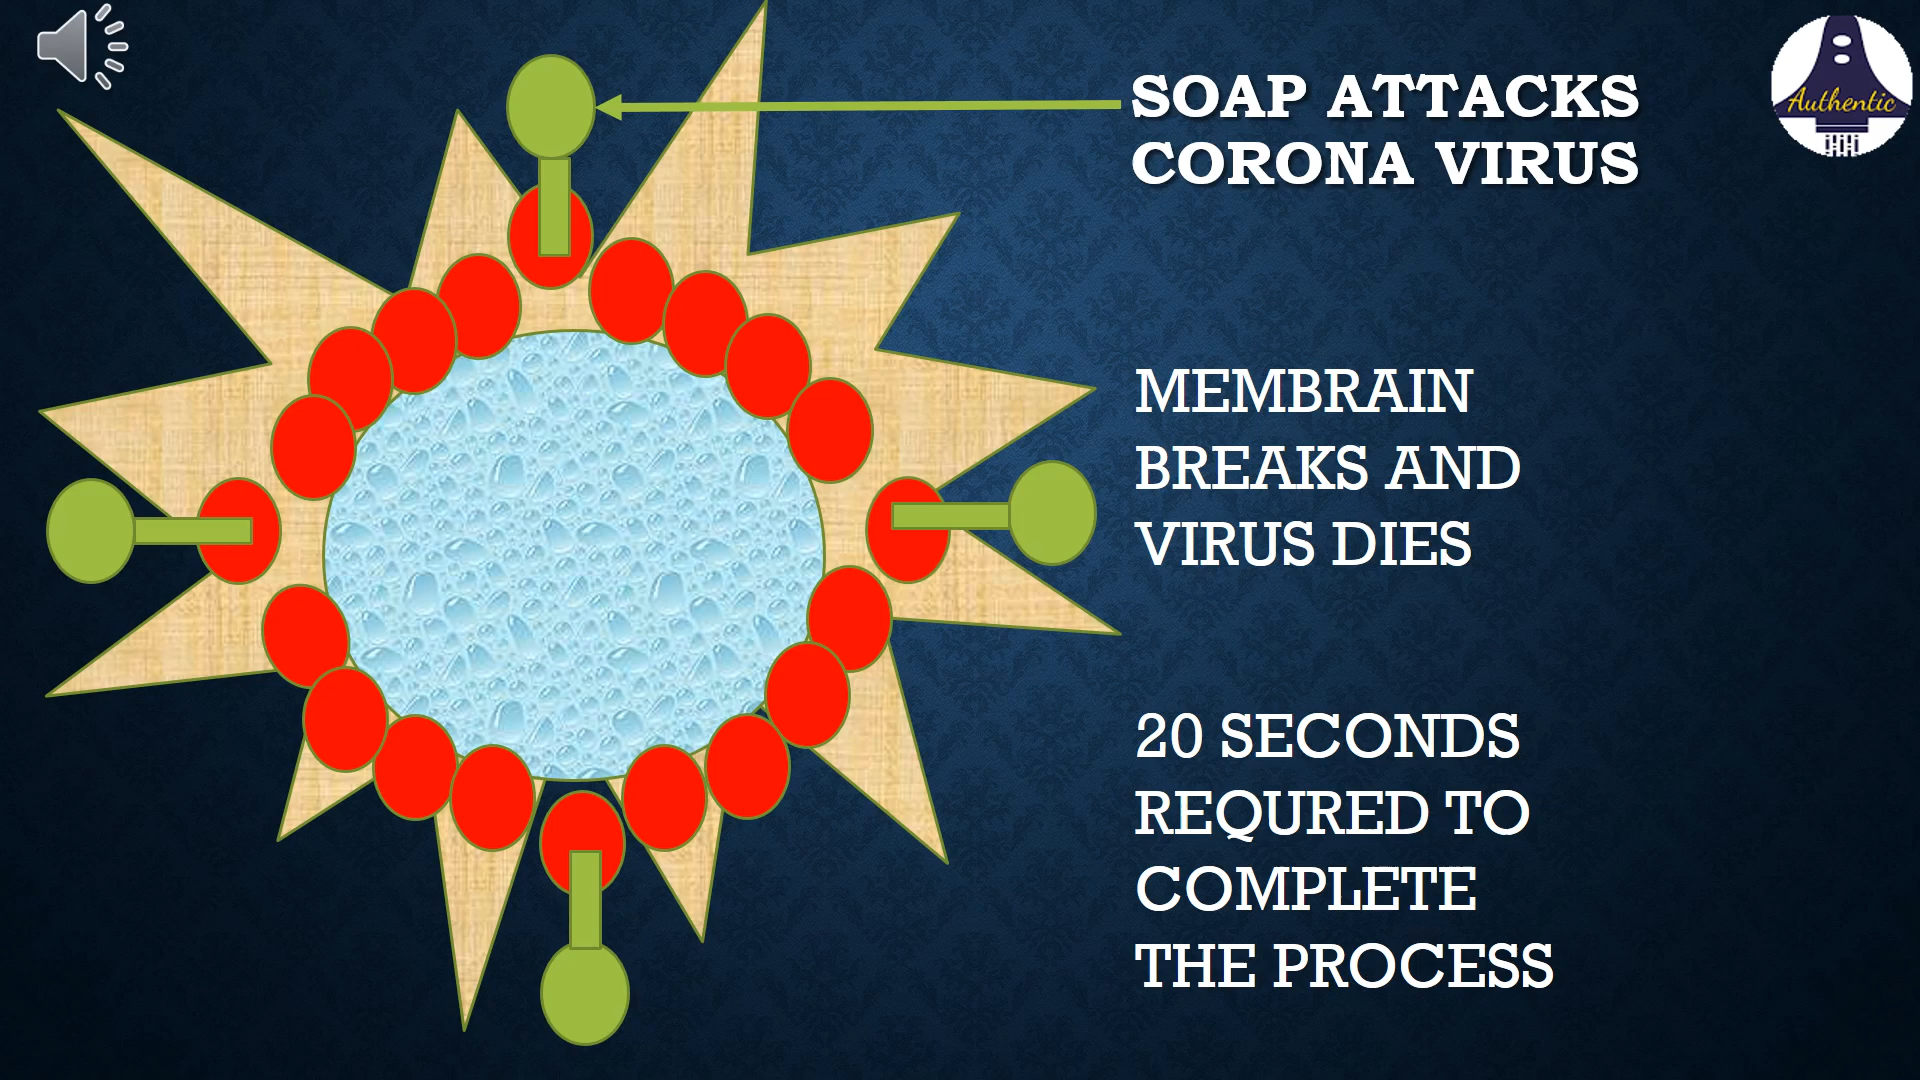 SOAP ATTACKS
CORONA VIRUS
Authentic
MEMBRAIN
BREAKS AND
VIRUS DIES
20 SECONDS
REQURED TO
COMPLETE
THE PROCESS